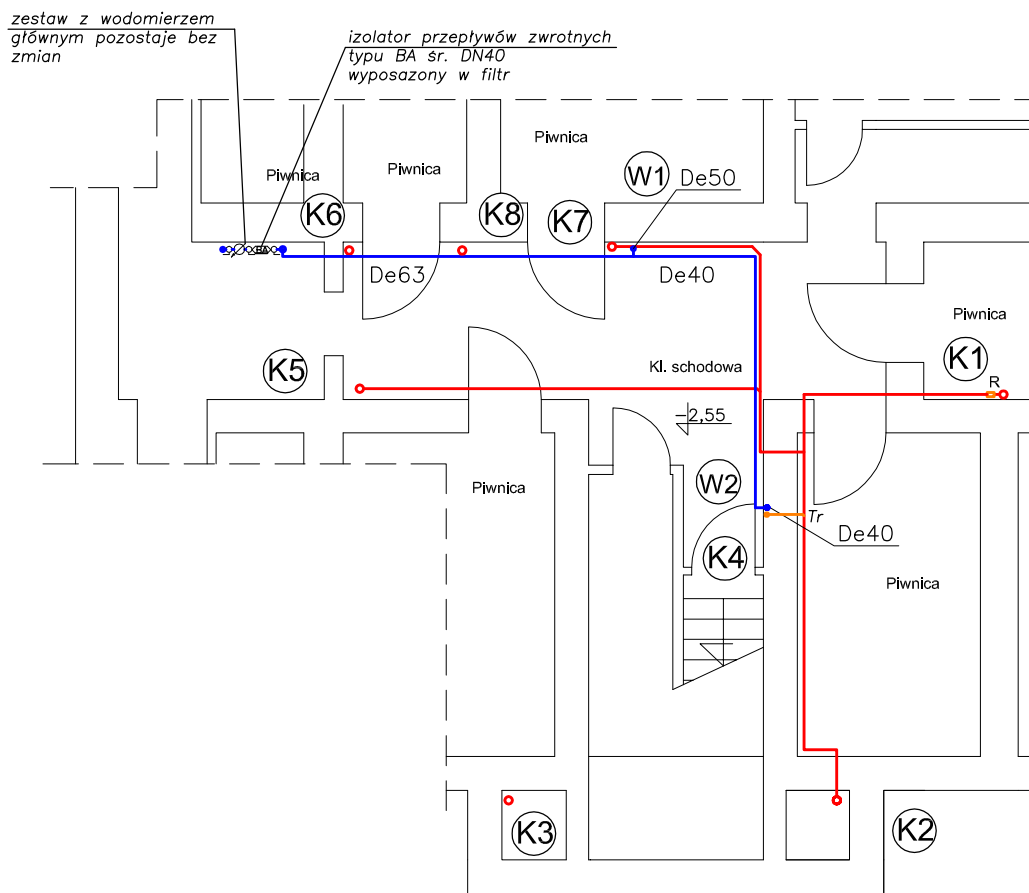 zestaw z wodomierzem
głównym pozostaje bez
zmian
izolator przepływów zwrotnych
typu BA śr. DN40
wyposazony w filtr
Piwnica
Piwnica
Piwnica
W1
De50
K6
K8
K7
BA
De63
De40
Piwnica
K1
R
K5
Kl. schodowa
-2,55
Piwnica
W2
Tr
De40
K4
Piwnica
K3
K2